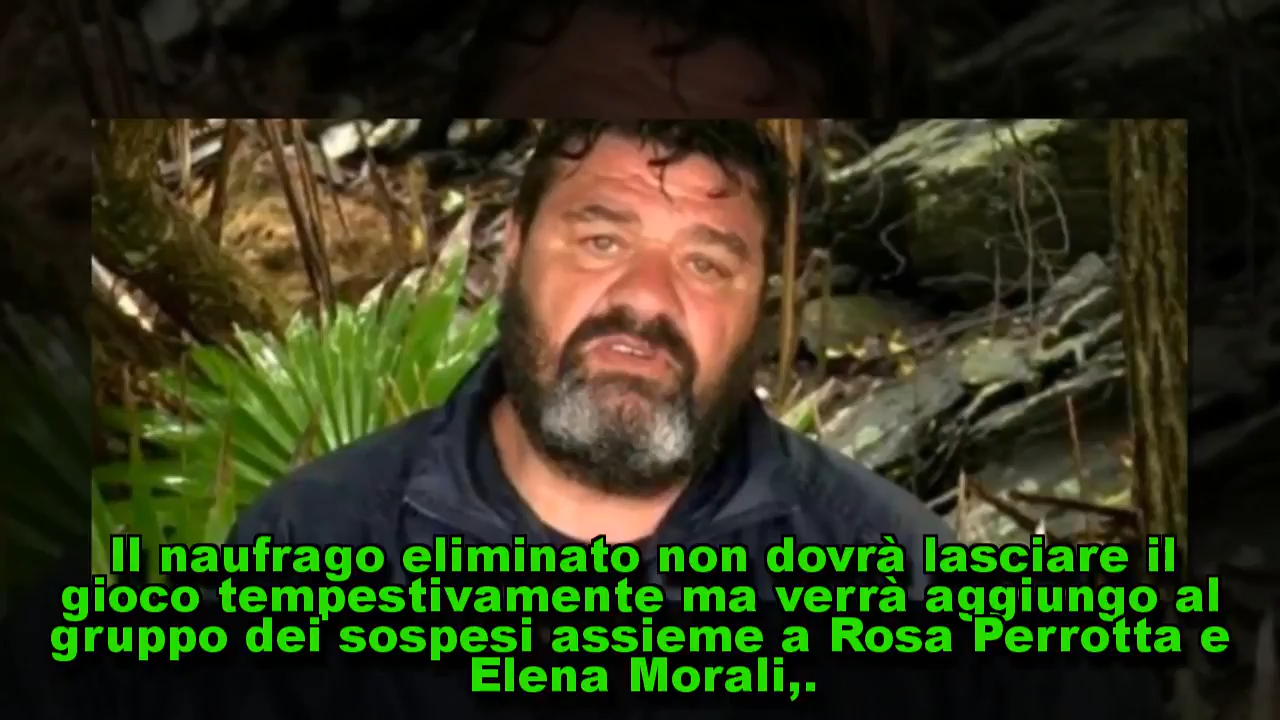 Il naufrago eliminato non dovrà lasciare il
gioco tempestivamente ma verrà aggiungo al
gruppo dei sospesi assieme a Rosa Perrotta e
Elena Morali,.